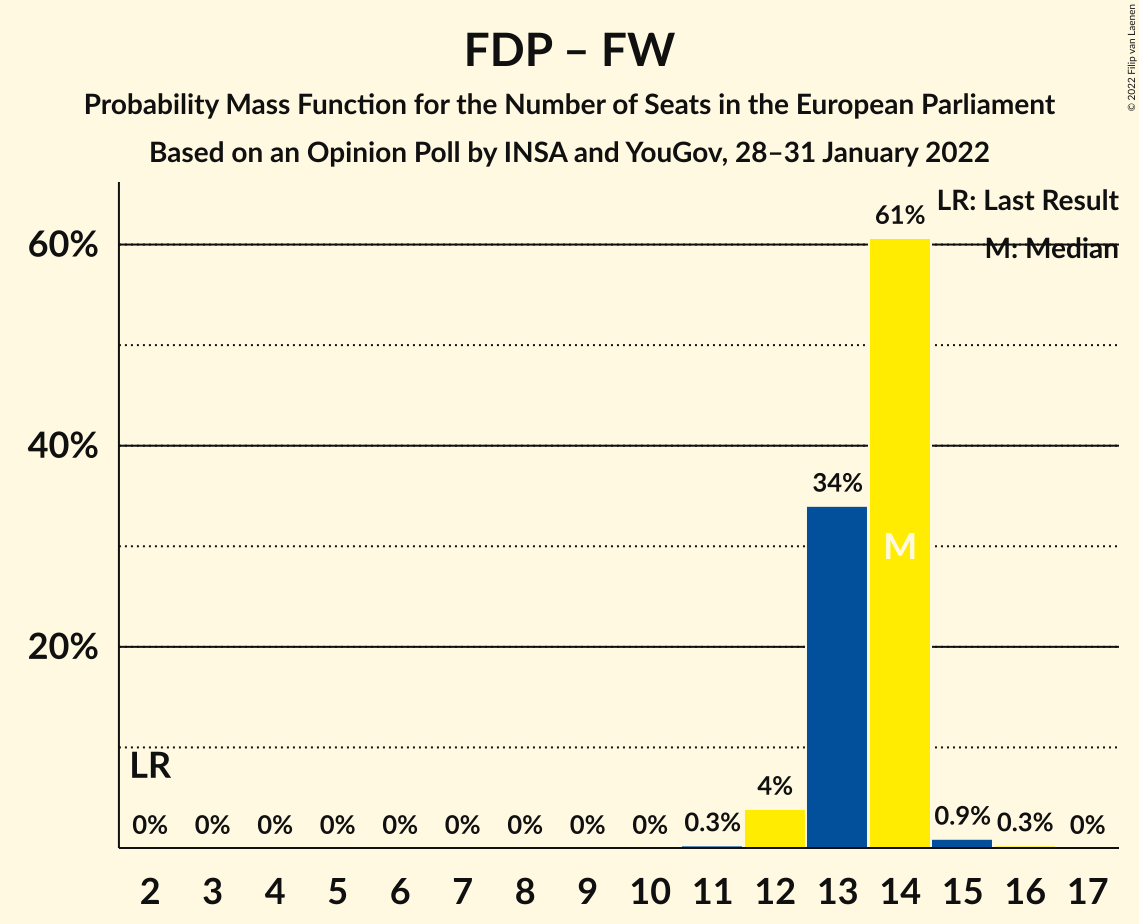 FDP – FW
Probability Mass Function for the Number of Seats in the European Parliament
Based on an Opinion Poll by INSA and YouGov, 28–31 January 2022
© 2022 Filip van Laenen
LR: Last Result
M: Median
60%
40%
20%
61%
34%
M
LR
4%
0% 0% 0% 0% 0% 0% 0% 0% 0% 0.3% 0.9% 0.3% 0%
2 3 4 5 6 7 8 9 10 11 12 13 14 15 16 17